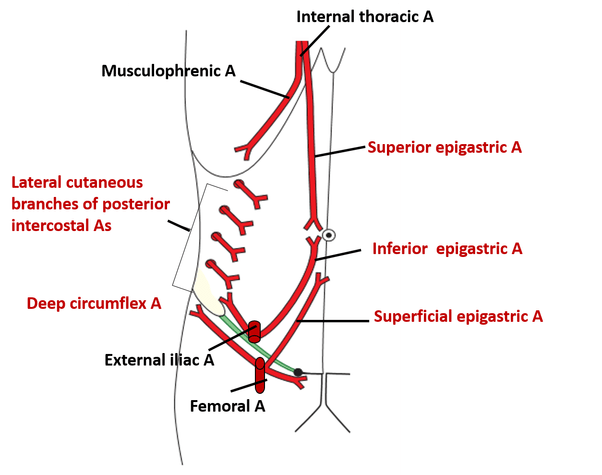 Internal thoracic A
Musculophrenic A
Superior epigastric A
Lateral cutaneous
branches of posterior
intercostal As
Inferior  epigastric A
Deep circumflex A
Superficial epigastric A
External iliac A
Femoral A